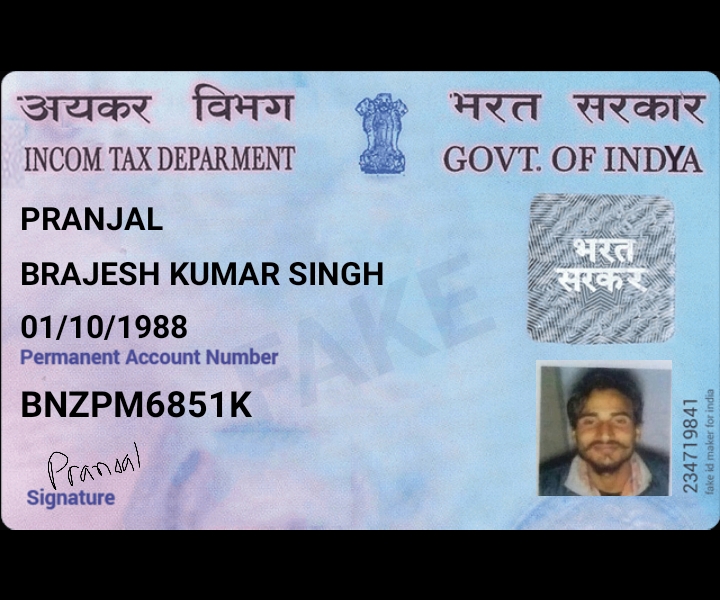 अयकर विभग
INCOM TAX DEPARMENT
भरत सरकार
GOVT. OF INDYA
PRANJAL
BRAJESH KUMAR SINGH
01/10/1988
Permanent Account Number
BNZPM6851K
Pranjal
Signature
FAKE
भरत
सरकर
234719841
fake id maker for india